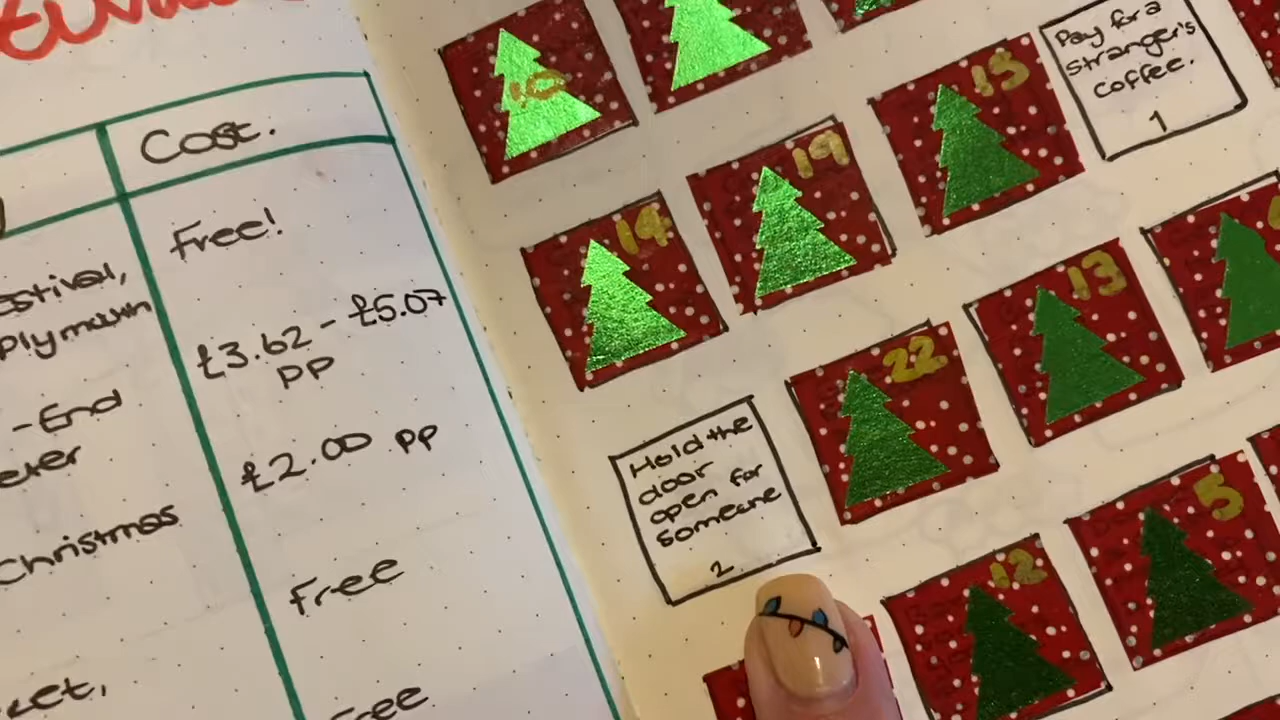 Cost.
Free!
£3.62 - £5.07
pp
£2.00 pp
Free
Free
Plymouth
- End
Christmas
10
14
19
15
Pay for a
stranger's
coffee.
1
22
13
Hold the
door
open for
someone
2
12
5